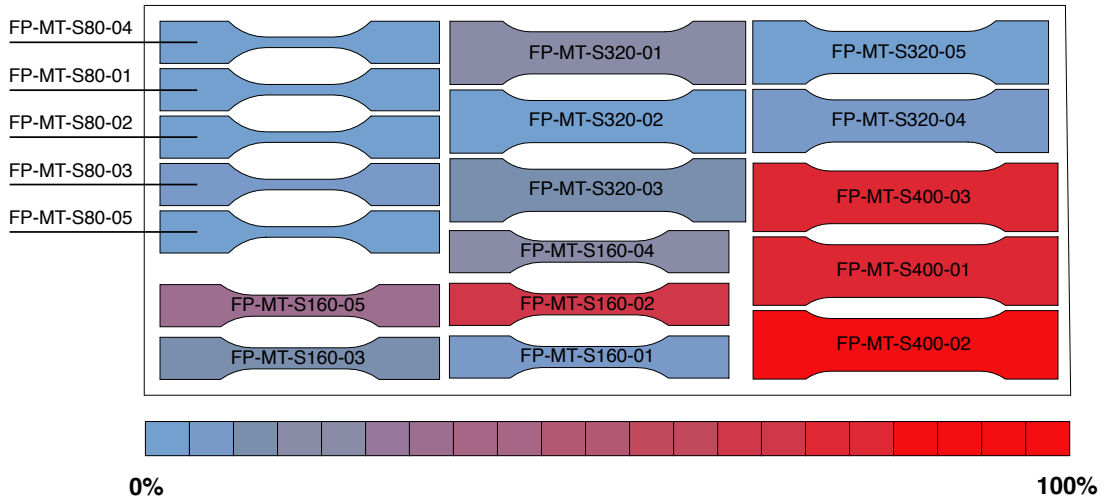 FP-MT-S80-04
FP-MT-S80-01
FP-MT-S80-02
FP-MT-S80-03
FP-MT-S80-05
FP-MT-S160-05
FP-MT-S160-03
FP-MT-S320-01
FP-MT-S320-02
FP-MT-S320-03
FP-MT-S160-04
FP-MT-S160-02
FP-MT-S160-01
FP-MT-S320-05
FP-MT-S320-04
FP-MT-S400-03
FP-MT-S400-01
FP-MT-S400-02
0%
100%